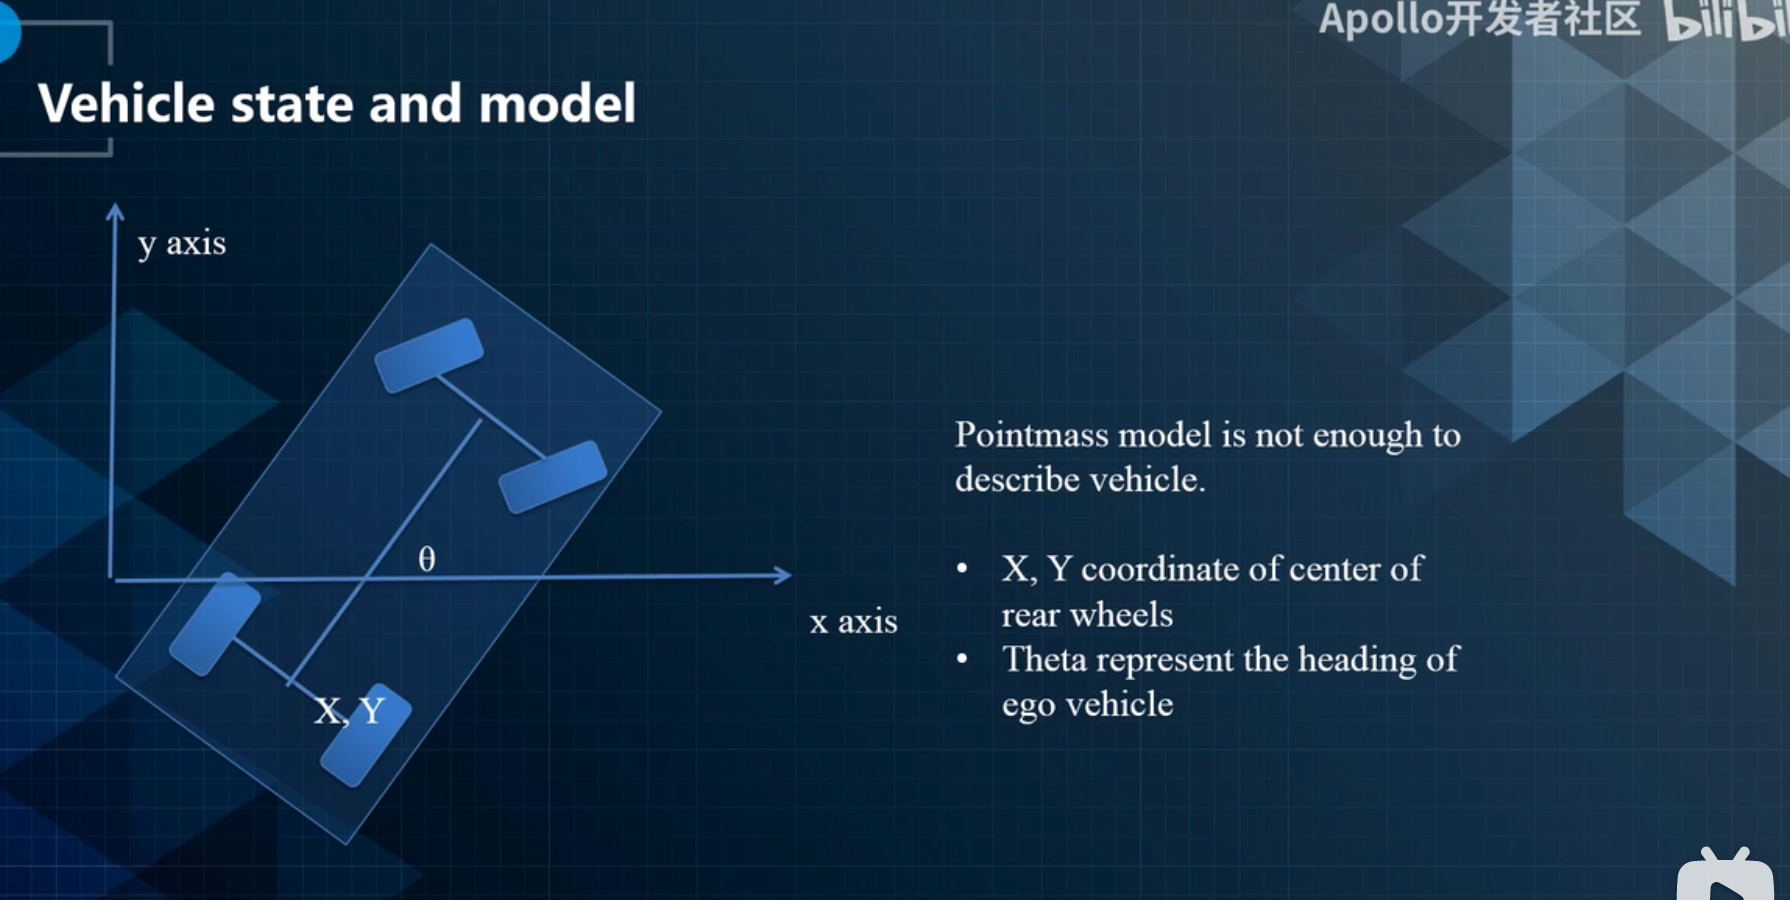 Apollo开发者社区
Vehicle state and model
y axis
θ
x axis
X, Y
Pointmass model is not enough to
describe vehicle.
• X, Y coordinate of center of
rear wheels
• Theta represent the heading of
ego vehicle